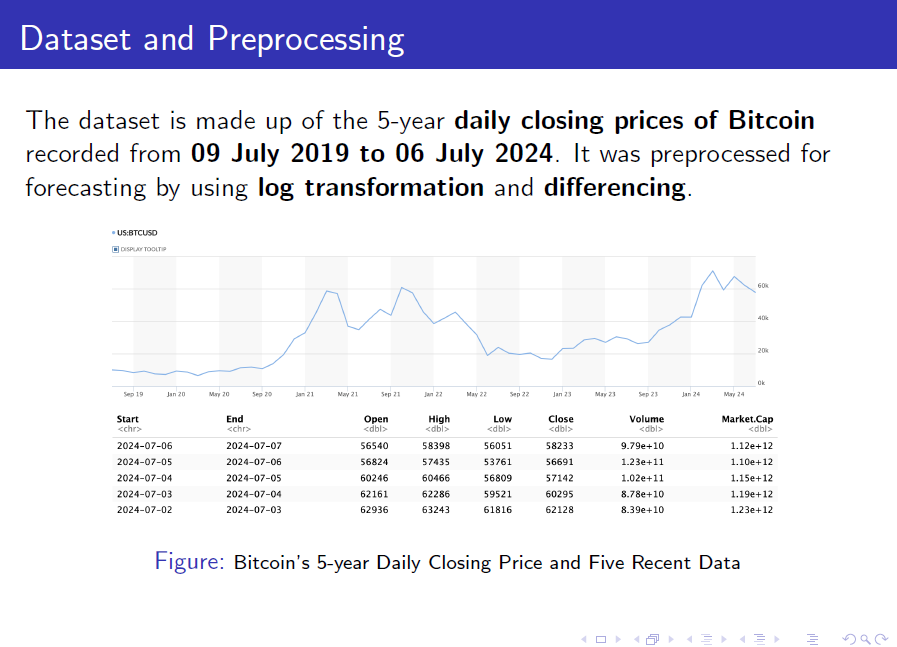 Dataset and Preprocessing
The dataset is made up of the 5-year daily closing prices of Bitcoin
recorded from 09 July 2019 to 06 July 2024. It was preprocessed for
forecasting by using log transformation and differencing.
US:BTCUSD
DISPLAY TOOLTIP
60k
40k
20k
0k
Sep 19 Jan 20 May 20 Sep 20 Jan 21 May 21 Sep 21 Jan 22 May 22 Sep 22 Jan 23 May 23 Sep 23 Jan 24 May 24
Start End Open High Low Close Volume Market.Cap
<chr> <chr> <dbl> <dbl> <dbl> <dbl> <dbl> <dbl>
2024-07-06 2024-07-07 56540 58398 56051 58233 9.79e+10 1.12e+12
2024-07-05 2024-07-06 56824 57435 53761 56691 1.23e+11 1.10e+12
2024-07-04 2024-07-05 60246 60466 56809 57142 1.02e+11 1.15e+12
2024-07-03 2024-07-04 62161 62286 59521 60295 8.78e+10 1.19e+12
2024-07-02 2024-07-03 62936 63243 61816 62128 8.39e+10 1.23e+12
Figure: Bitcoin's 5-year Daily Closing Price and Five Recent Data